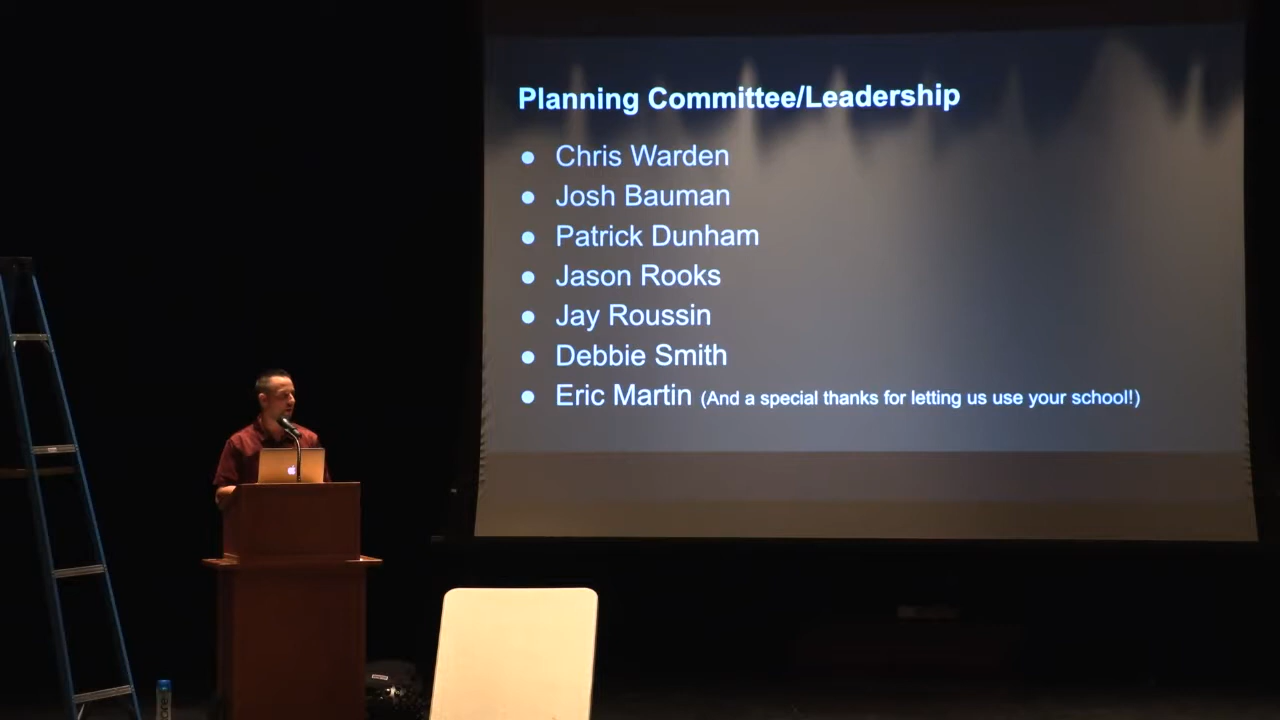 Planning Committee/Leadership
● Chris Warden
● Josh Bauman
● Patrick Dunham
● Jason Rooks
● Jay Roussin
● Debbie Smith
● Eric Martin (And a special thanks for letting us use your school!)